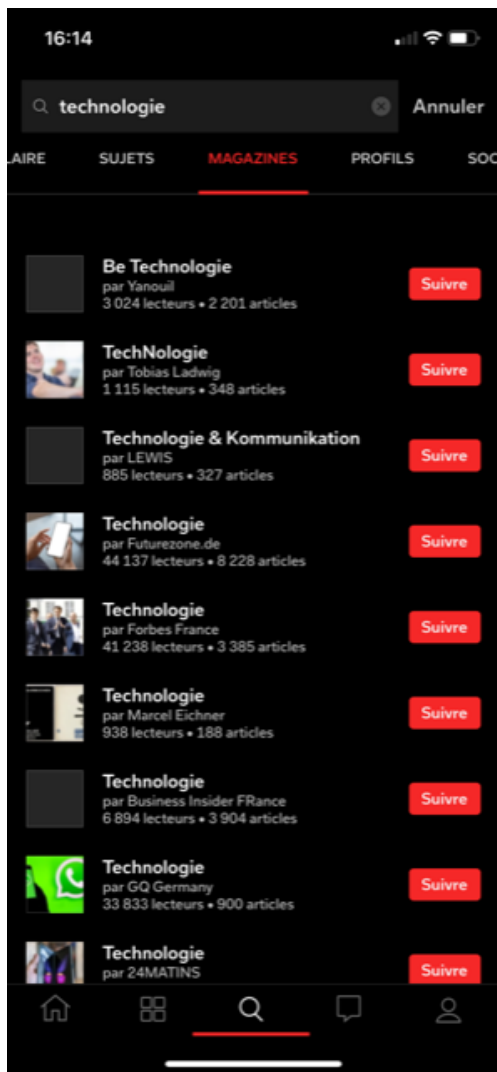 16:14
technologie
Annuler
LAIRE SUJETS MAGAZINES PROFILS SOC
Be Technologie
par Yanouil
3 024 lecteurs • 2 201 articles
Suivre
TechNologie
par Tobias Ladwig
1 115 lecteurs • 348 articles
Suivre
Technologie & Kommunikation
par LEWIS
885 lecteurs • 327 articles
Suivre
Technologie
par Futurezone.de
44 137 lecteurs • 8 228 articles
Suivre
Technologie
par Forbes France
41 238 lecteurs • 3 385 articles
Suivre
Technologie
par Marcel Eichner
938 lecteurs • 188 articles
Suivre
Technologie
par Business Insider FRance
6 894 lecteurs • 3 904 articles
Suivre
Technologie
par GQ Germany
33 833 lecteurs • 900 articles
Suivre
Technologie
par 24MATINS
Suivre